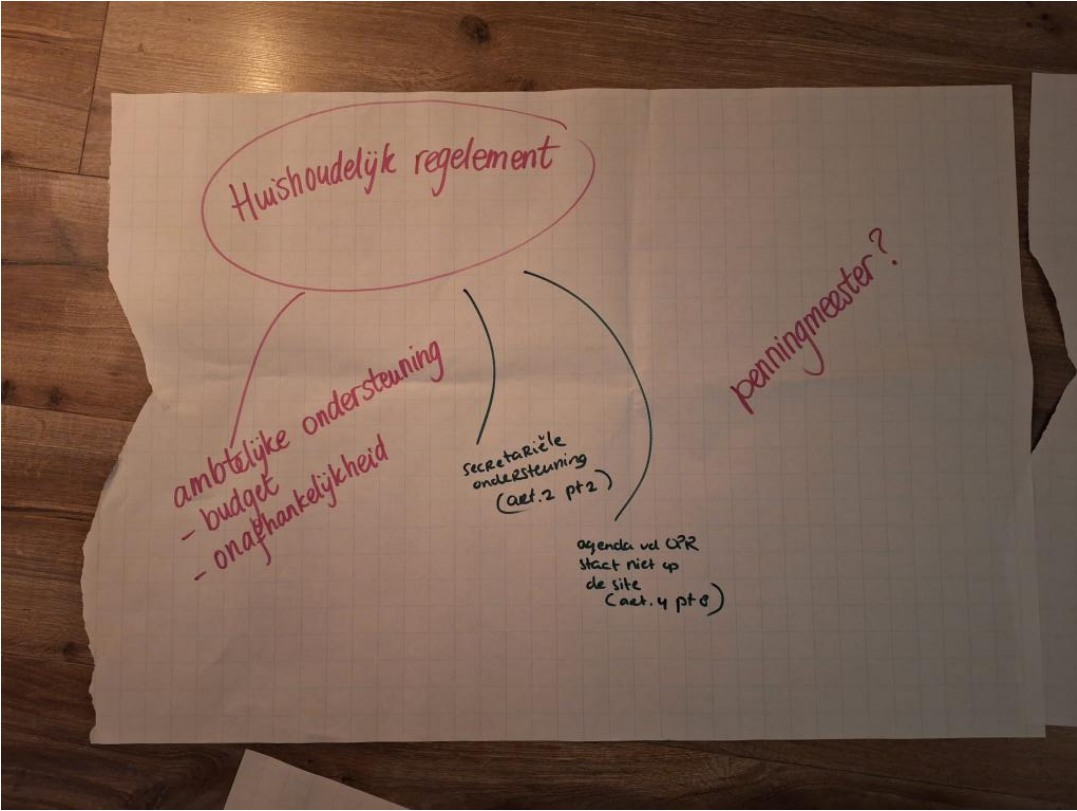 Huishoudelijk regelement
ambtelijke ondersteuning
- budget
- onafhankelijkheid
secretariële
ondersteuning
(art. 2 pt 2)
agenda vd OPR
staat niet op
de site
(art. 4 pt 8)
penningmeester?